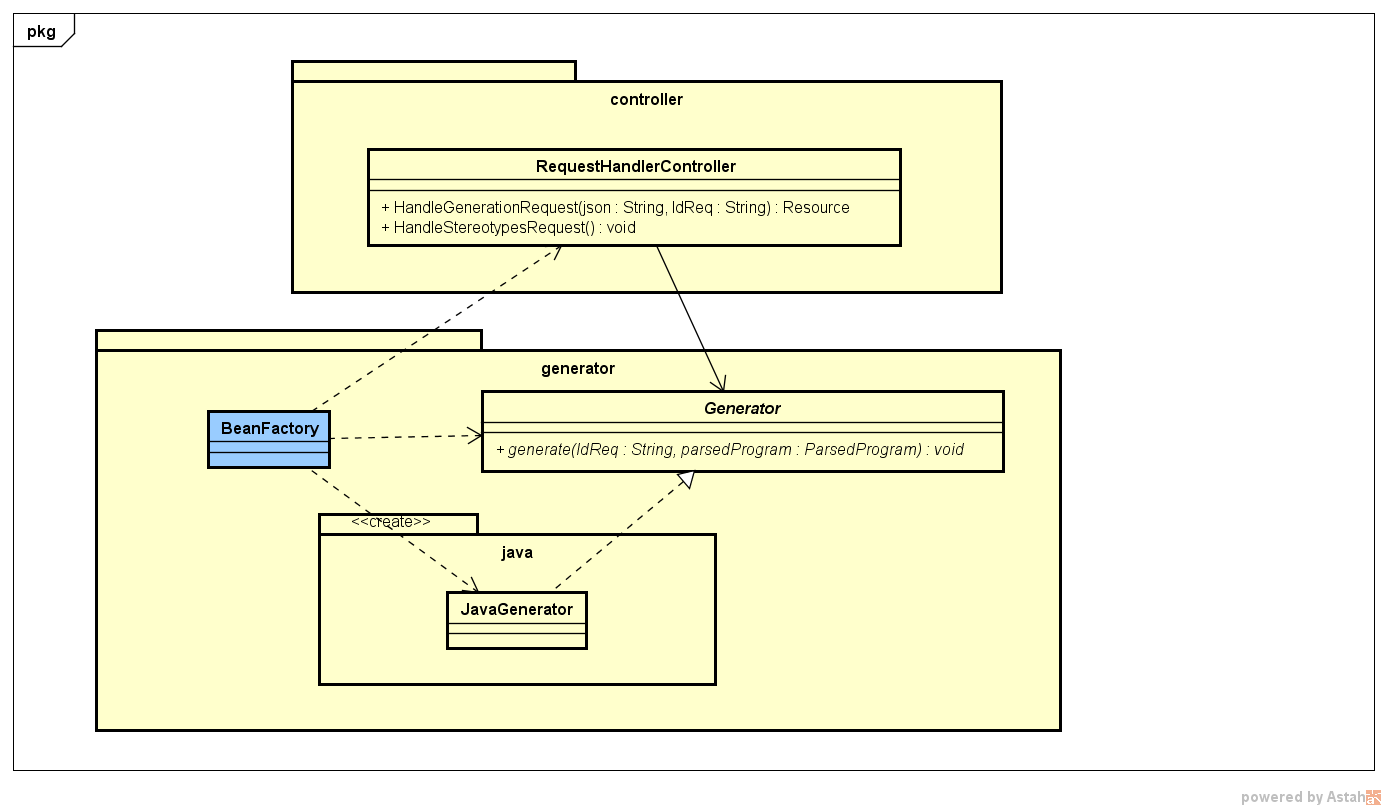 pkg
controller
RequestHandlerController
+ HandleGenerationRequest(json : String, IdReq : String) : Resource
+ HandleStereotypesRequest() : void
generator
BeanFactory
Generator
+ generate(IdReq : String, parsedProgram : ParsedProgram) : void
<<create>>
java
JavaGenerator
powered by Astah